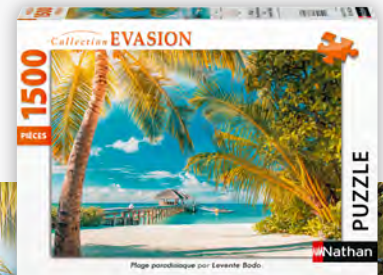 Collection EVASION
1500
PIÈCES
PUZZLE
Nathan
Plage paradisiaque par Levente Bodo